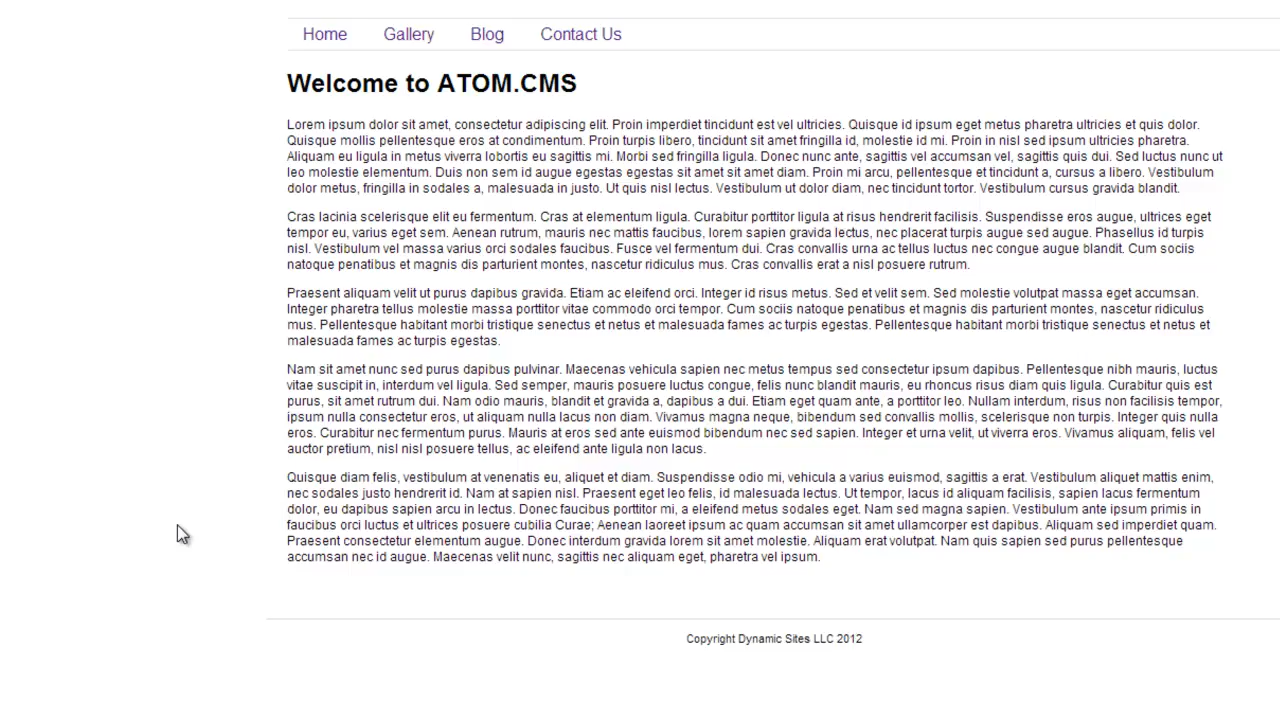 Home Gallery Blog Contact Us
Welcome to ATOM.CMS
Lorem ipsum dolor sit amet, consectetur adipiscing elit. Proin imperdiet tincidunt est vel ultricies. Quisque id ipsum eget metus pharetra ultricies et quis dolor.
Quisque mollis pellentesque eros at condimentum. Proin turpis libero, tincidunt sit amet fringilla id, molestie id mi. Proin in nisl sed ipsum ultricies pharetra.
Aliquam eu ligula in metus viverra lobortis eu sagittis mi. Morbi sed fringilla ligula. Donec nunc ante, sagittis vel accumsan vel, sagittis quis dui. Sed luctus nunc ut
leo molestie elementum. Duis non sem id augue egestas egestas sit amet sit amet diam. Proin mi arcu, pellentesque et tincidunt a, cursus a libero. Vestibulum
dolor metus, fringilla in sodales a, malesuada in justo. Ut quis nisl lectus. Vestibulum ut dolor diam, nec tincidunt tortor. Vestibulum cursus gravida blandit.
Cras lacinia scelerisque elit eu fermentum. Cras at elementum ligula. Curabitur porttitor ligula at risus hendrerit facilisis. Suspendisse eros augue, ultrices eget
tempor eu, varius eget sem. Aenean rutrum, mauris nec mattis faucibus, lorem sapien gravida lectus, nec placerat turpis augue sed augue. Phasellus id turpis
nisl. Vestibulum vel massa varius orci sodales faucibus. Fusce vel fermentum dui. Cras convallis urna ac tellus luctus nec congue augue blandit. Cum sociis
natoque penatibus et magnis dis parturient montes, nascetur ridiculus mus. Cras convallis erat a nisl posuere rutrum.
Praesent aliquam velit ut purus dapibus gravida. Etiam ac eleifend orci. Integer id risus metus. Sed et velit sem. Sed molestie volutpat massa eget accumsan.
Integer pharetra tellus molestie massa porttitor vitae commodo orci tempor. Cum sociis natoque penatibus et magnis dis parturient montes, nascetur ridiculus
mus. Pellentesque habitant morbi tristique senectus et netus et malesuada fames ac turpis egestas. Pellentesque habitant morbi tristique senectus et netus et
malesuada fames ac turpis egestas.
Nam sit amet nunc sed purus dapibus pulvinar. Maecenas vehicula sapien nec metus tempus sed consectetur ipsum dapibus. Pellentesque nibh mauris, luctus
vitae suscipit in, interdum vel ligula. Sed semper, mauris posuere luctus congue, felis nunc blandit mauris, eu rhoncus risus diam quis ligula. Curabitur quis est
purus, sit amet rutrum dui. Nam odio mauris, blandit et gravida a, dapibus a dui. Etiam eget quam ante, a porttitor leo. Nullam interdum, risus non facilisis tempor,
ipsum nulla consectetur eros, ut aliquam nulla lacus non diam. Vivamus magna neque, bibendum sed convallis mollis, scelerisque non turpis. Integer quis nulla
eros. Curabitur nec fermentum purus. Mauris at eros sed ante euismod bibendum nec sed sapien. Integer et urna velit, ut viverra eros. Vivamus aliquam, felis vel
auctor pretium, nisl nisl posuere tellus, ac eleifend ante ligula non lacus.
Quisque diam felis, vestibulum at venenatis eu, aliquet et diam. Suspendisse odio mi, vehicula a varius euismod, sagittis a erat. Vestibulum aliquet mattis enim,
nec sodales justo hendrerit id. Nam at sapien nisl. Praesent eget leo felis, id malesuada lectus. Ut tempor, lacus id aliquam facilisis, sapien lacus fermentum
dolor, eu dapibus sapien arcu in lectus. Donec faucibus porttitor mi, a eleifend metus sodales eget. Nam sed magna sapien. Vestibulum ante ipsum primis in
faucibus orci luctus et ultrices posuere cubilia Curae; Aenean laoreet ipsum ac quam accumsan sit amet ullamcorper est dapibus. Aliquam sed imperdiet quam.
Praesent consectetur elementum augue. Donec interdum gravida lorem sit amet molestie. Aliquam erat volutpat. Nam quis sapien sed purus pellentesque
accumsan nec id augue. Maecenas velit nunc, sagittis nec aliquam eget, pharetra vel ipsum.
Copyright Dynamic Sites LLC 2012